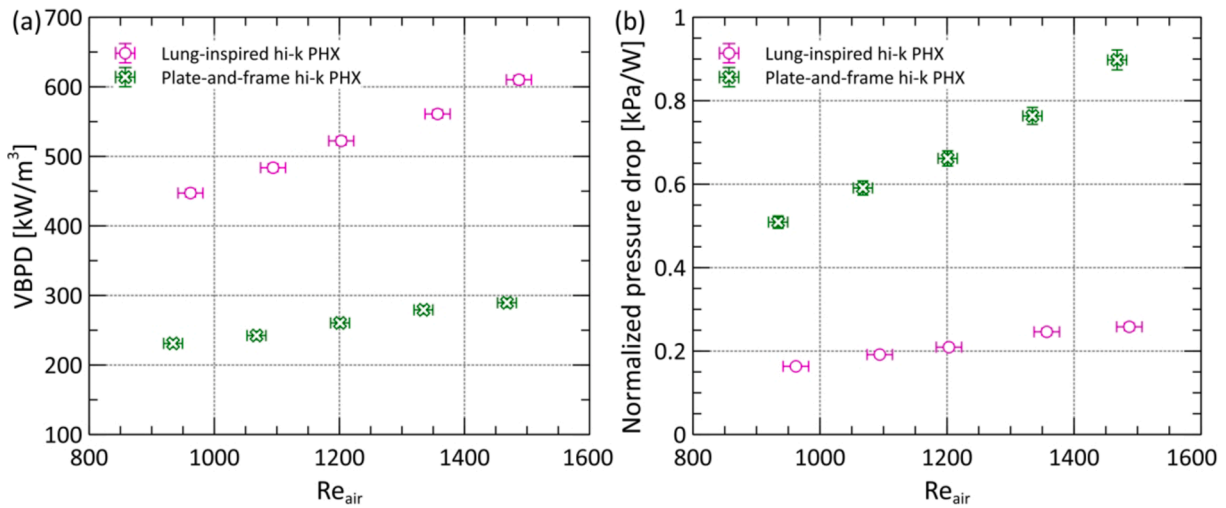 (a)
700
600
500
400
300
200
100
VBPD [kW/m³]
Lung-inspired hi-k PHX
Plate-and-frame hi-k PHX
800
1000
1200
1400
1600
Re_air
(b)
1
0.8
0.6
0.4
0.2
0
Normalized pressure drop [kPa/W]
Lung-inspired hi-k PHX
Plate-and-frame hi-k PHX
800
1000
1200
1400
1600
Re_air